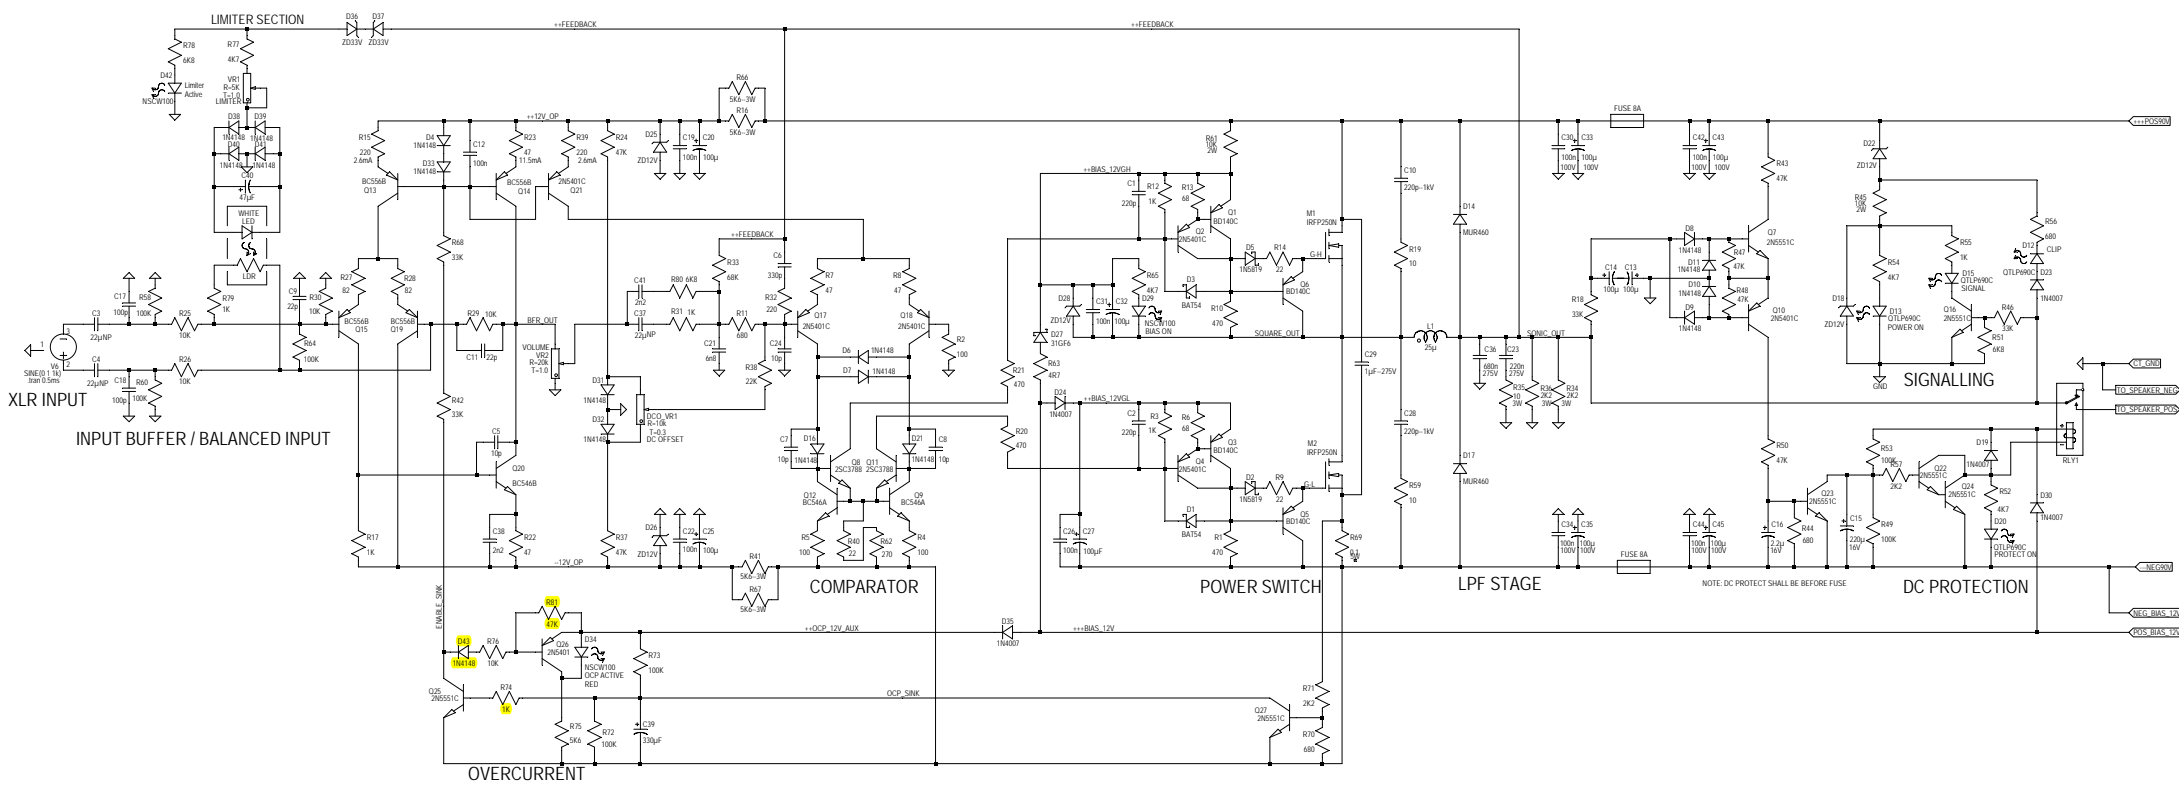 LIMITER SECTION
D36
ZD33V
D37
ZD33V
++FEEDBACK
++FEEDBACK
R78
6K8
R77
4K7
D42
NSCW100
Limiter
Active
VR1
R=5K
T=1.0
LIMITER
D38
1N4148
D39
1N4148
D40
1N4148
D41
1N4148
C40
47µF
WHITE
LED
LDR
R79
1K
C17
100p
R58
100K
C9
22p
R30
10K
C3
22µNP
R25
10K
C4
22µNP
R26
10K
C18
100p
R60
100K
R64
100K
3
1
2
V6
SINE(0 1 1k)
.tran 0.5ms
XLR INPUT
INPUT BUFFER / BALANCED INPUT
++12V_OP
R15
220
2.6mA
D4
1N4148
D33
1N4148
C12
100n
R23
47
11.5mA
R39
220
2.6mA
R24
47K
BC556B
Q13
BC556B
Q14
2N5401C
Q21
R68
33K
R27
82
R28
82
BC556B
Q15
BC556B
Q19
R29
10K
C11
22p
BFR_OUT
VOLUME
VR2
R=20k
T=1.0
R42
33K
C5
10p
Q20
BC546B
R17
1K
C38
2n2
R22
47
R37
47K
-12V_OP
D25
ZD12V
C19
100n
C20
100µ
R66
5K6-3W
R16
5K6-3W
++FEEDBACK
C6
330p
R33
68K
R32
220
C41
2n2
R80 6K8
C37
22µNP
R31 1K
R11
680
C21
6n8
C24
10p
R38
22K
D31
1N4148
D32
1N4148
DCO_VR1
R=10k
T=0.3
DC OFFSET
R7
47
R8
47
Q17
2N5401C
Q18
2N5401C
R2
100
D6
1N4148
D7
1N4148
C7
10p
D16
1N4148
D21
1N4148
C8
10p
Q8
2SC3788
Q11
2SC3788
Q12
BC546A
Q9
BC546A
R5
100
R40
22
R62
270
R4
100
D26
ZD12V
C22
100n
C25
100µ
R41
5K6-3W
R67
5K6-3W
COMPARATOR
ENABLE_SINK
D43
1N4148
R76
10K
R81
47K
Q26
2N5401
D34
NSCW100
OCP ACTIVE
RED
++OCP_12V_AUX
R73
100K
Q25
2N5551C
R74
1K
OCP_SINK
R75
5K6
R72
100K
C39
330µF
OVERCURRENT
D35
1N4007
+++BIAS_12V
Q27
2N5551C
R71
2K2
R70
680
++BIAS_12VGH
R61
10K
2W
C1
220p
R12
1K
R13
68
Q1
BD140C
Q2
2N5401C
D5
1N5819
R14
22
G-H
M1
IRFP250N
D3
BAT54
Q6
BD140C
R10
470
R65
4K7
D29
NSCW100
BIAS ON
D28
ZD12V
C31
100n
C32
100µ
SQUARE_OUT
D27
31GF6
R63
4R7
R21
470
R20
470
D24
1N4007
++BIAS_12VGL
C2
220p
R3
1K
R6
68
Q3
BD140C
Q4
2N5401C
D2
1N5819
R9
22
G-L
M2
IRFP250N
D1
BAT54
Q5
BD140C
R1
470
R69
0.1
C26
100n
C27
100µF
POWER SWITCH
C29
1µF-275V
C10
220p-1kV
R19
10
C28
220p-1kV
R59
10
L1
25µ
D14
MUR460
D17
MUR460
LPF STAGE
SONIC_OUT
C36
680n
275V
C23
220n
275V
R35
10
3W
R36
2K2
3W
R34
2K2
3W
C30
100n
100V
C33
100µ
100V
C34
100n
100V
C35
100µ
100V
FUSE 8A
FUSE 8A
C42
100n
100V
C43
100µ
100V
C44
100n
100V
C45
100µ
100V
R18
33K
C14
100µ
C13
100µ
D8
1N4148
D11
1N4148
D10
1N4148
D9
1N4148
R47
47K
R48
47K
R43
47K
Q7
2N5551C
Q10
2N5401C
R50
47K
NOTE: DC PROTECT SHALL BE BEFORE FUSE
C16
2.2µ
16V
R44
680
Q23
2N5551C
C15
220µ
16V
R53
100K
R49
100K
R57
2K2
Q22
2N5551C
Q24
2N5551C
D19
1N4007
R52
4K7
D20
QTLP690C
PROTECT ON
D30
1N4007
DC PROTECTION
D22
ZD12V
R45
10K
2W
R54
4K7
D18
ZD12V
D13
QTLP690C
POWER ON
R55
1K
D15
QTLP690C
SIGNAL
Q16
2N5551C
R46
33K
R51
6K8
R56
680
D12
CLIP
QTLP690C
D23
1N4007
GND
SIGNALLING
RLY1
+++POS90V
CT_GND
TO_SPEAKER_NEG
TO_SPEAKER_POS
---NEG90V
NEG_BIAS_12V
POS_BIAS_12V